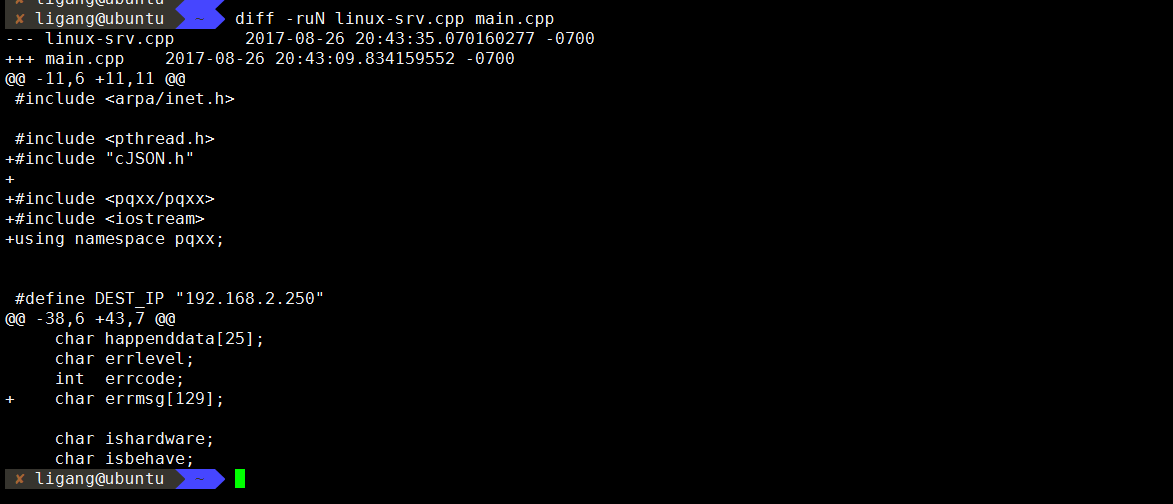 ✘ ligang@ubuntu ~ diff -ruN linux-srv.cpp main.cpp
--- linux-srv.cpp 2017-08-26 20:43:35.070160277 -0700
+++ main.cpp 2017-08-26 20:43:09.834159552 -0700
@@ -11,6 +11,11 @@
#include <arpa/inet.h>
#include <pthread.h>
+#include "cJSON.h"
+
+#include <pqxx/pqxx>
+#include <iostream>
+using namespace pqxx;
#define DEST_IP "192.168.2.250"
@@ -38,6 +43,7 @@
char happenddata[25];
char errlevel;
int  errcode;
+    char errmsg[129];
char ishardware;
char isbehave;
✘ ligang@ubuntu ~